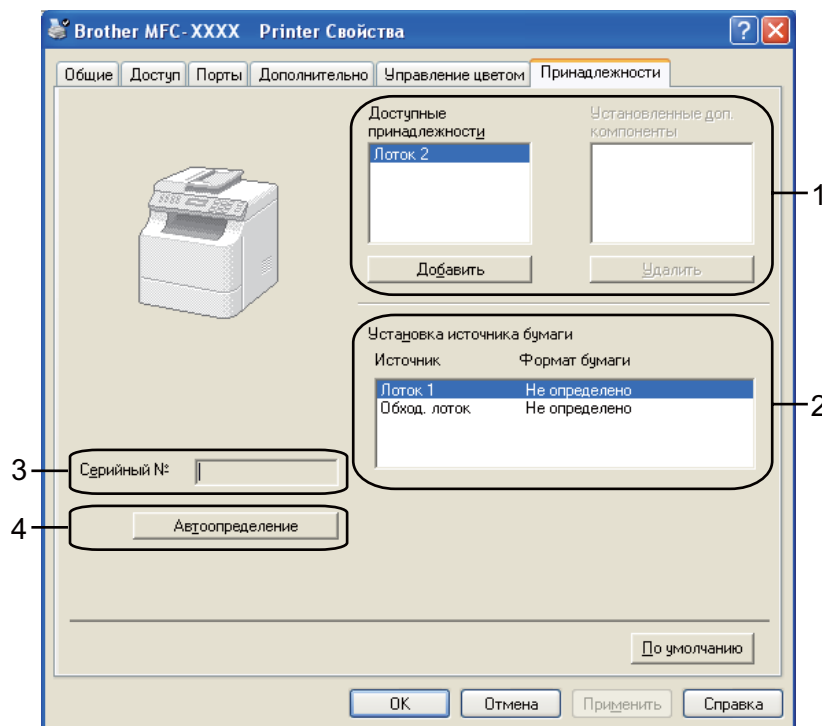 Brother MFC-XXXX Printer Свойства
Общие Доступ Порты Дополнительно Управление цветом Принадлежности
Доступные принадлежности
Установленные доп. компоненты
Лоток 2
1
Добавить
Удалить
Установка источника бумаги
Источник Формат бумаги
Лоток 1 Не определено
Обход. лоток Не определено
2
3
Серийный №
4
Автоопределение
По умолчанию
OK Отмена Применить Справка